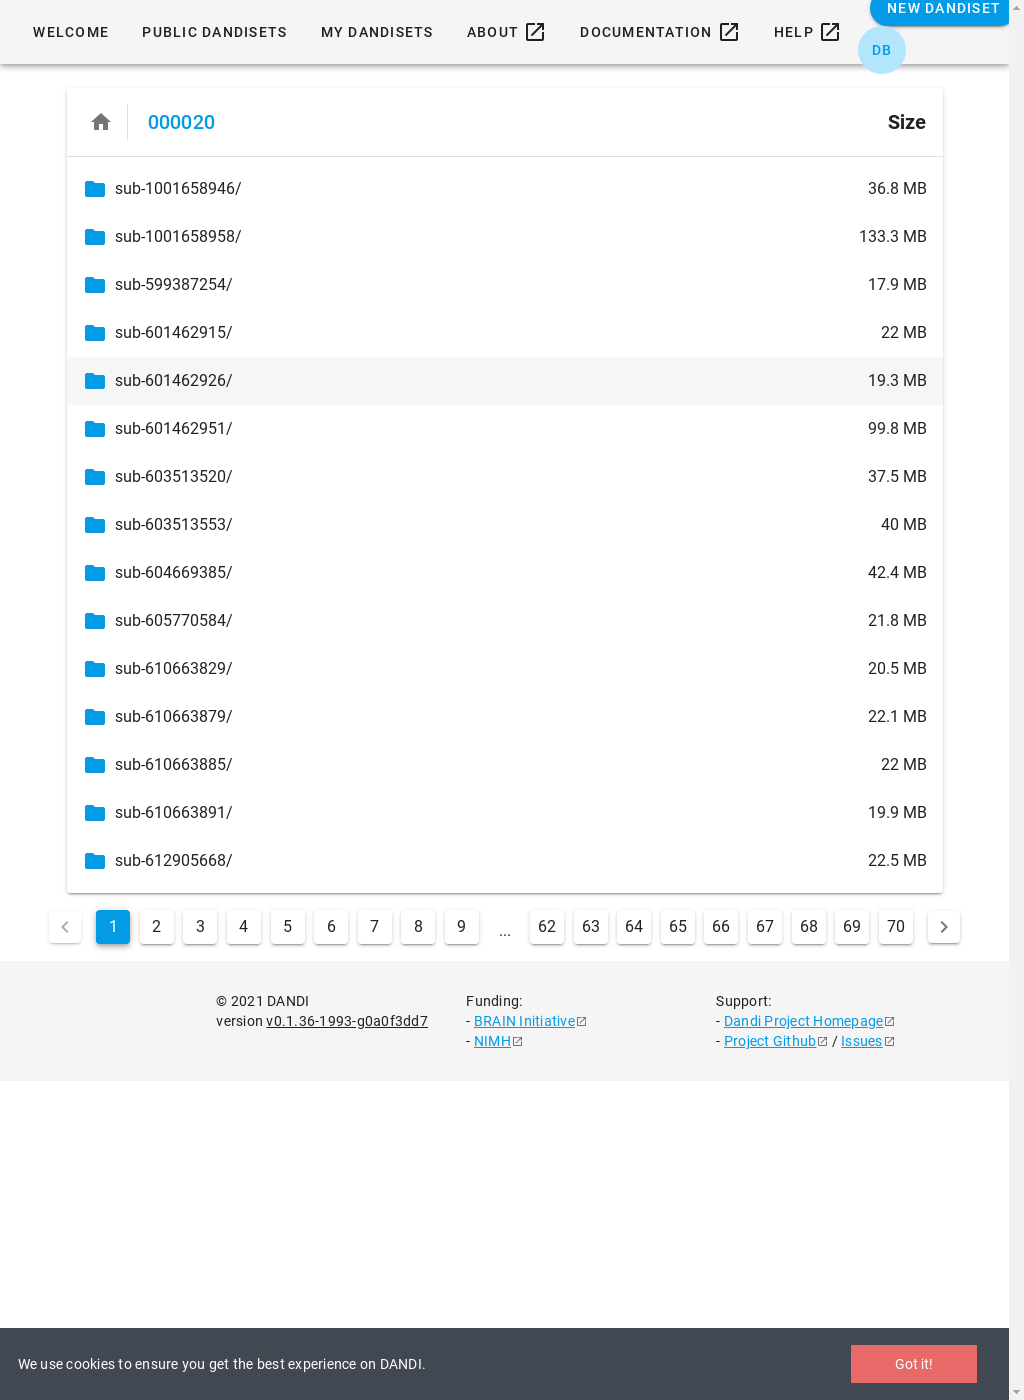 WELCOME PUBLIC DANDISETS MY DANDISETS ABOUT DOCUMENTATION HELP NEW DANDISET
DB
000020 Size
sub-1001658946/ 36.8 MB
sub-1001658958/ 133.3 MB
sub-599387254/ 17.9 MB
sub-601462915/ 22 MB
sub-601462926/ 19.3 MB
sub-601462951/ 99.8 MB
sub-603513520/ 37.5 MB
sub-603513553/ 40 MB
sub-604669385/ 42.4 MB
sub-605770584/ 21.8 MB
sub-610663829/ 20.5 MB
sub-610663879/ 22.1 MB
sub-610663885/ 22 MB
sub-610663891/ 19.9 MB
sub-612905668/ 22.5 MB
1 2 3 4 5 6 7 8 9 ... 62 63 64 65 66 67 68 69 70
© 2021 DANDI
version v0.1.36-1993-g0a0f3dd7
Funding:
- BRAIN Initiative
- NIMH
Support:
- Dandi Project Homepage
- Project Github / Issues
We use cookies to ensure you get the best experience on DANDI. Got it!